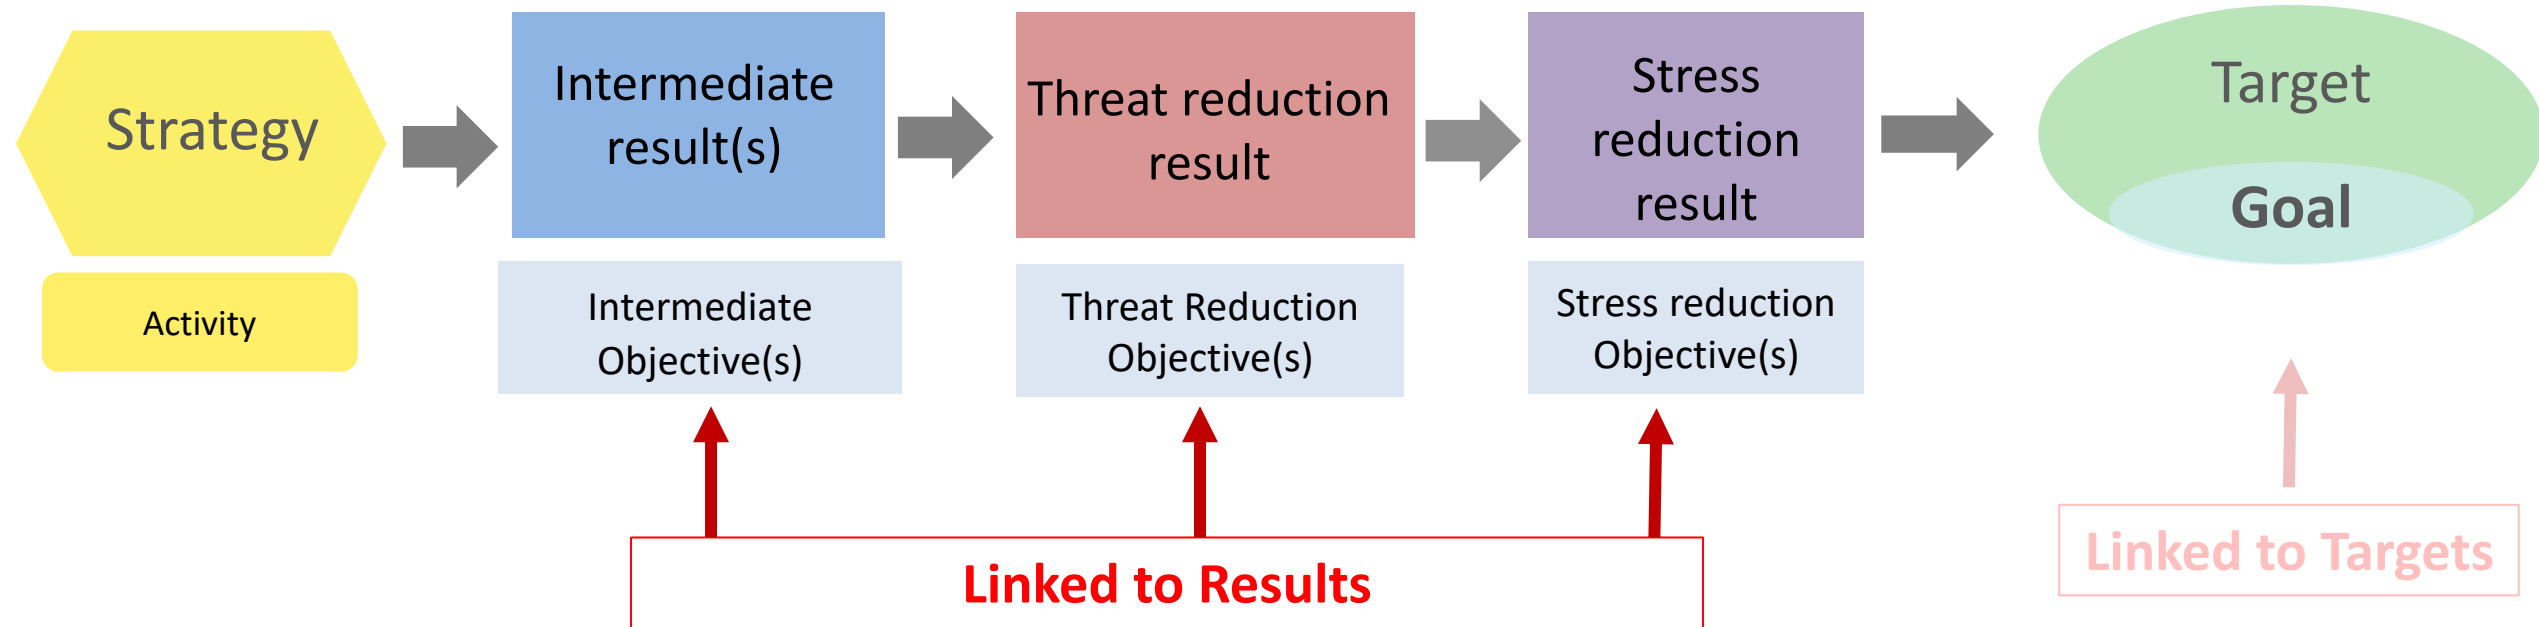 Strategy
Activity
Intermediate
result(s)
Intermediate
Objective(s)
Threat reduction
result
Threat Reduction
Objective(s)
Stress
reduction
result
Stress reduction
Objective(s)
Target
Goal
Linked to Results
Linked to Targets